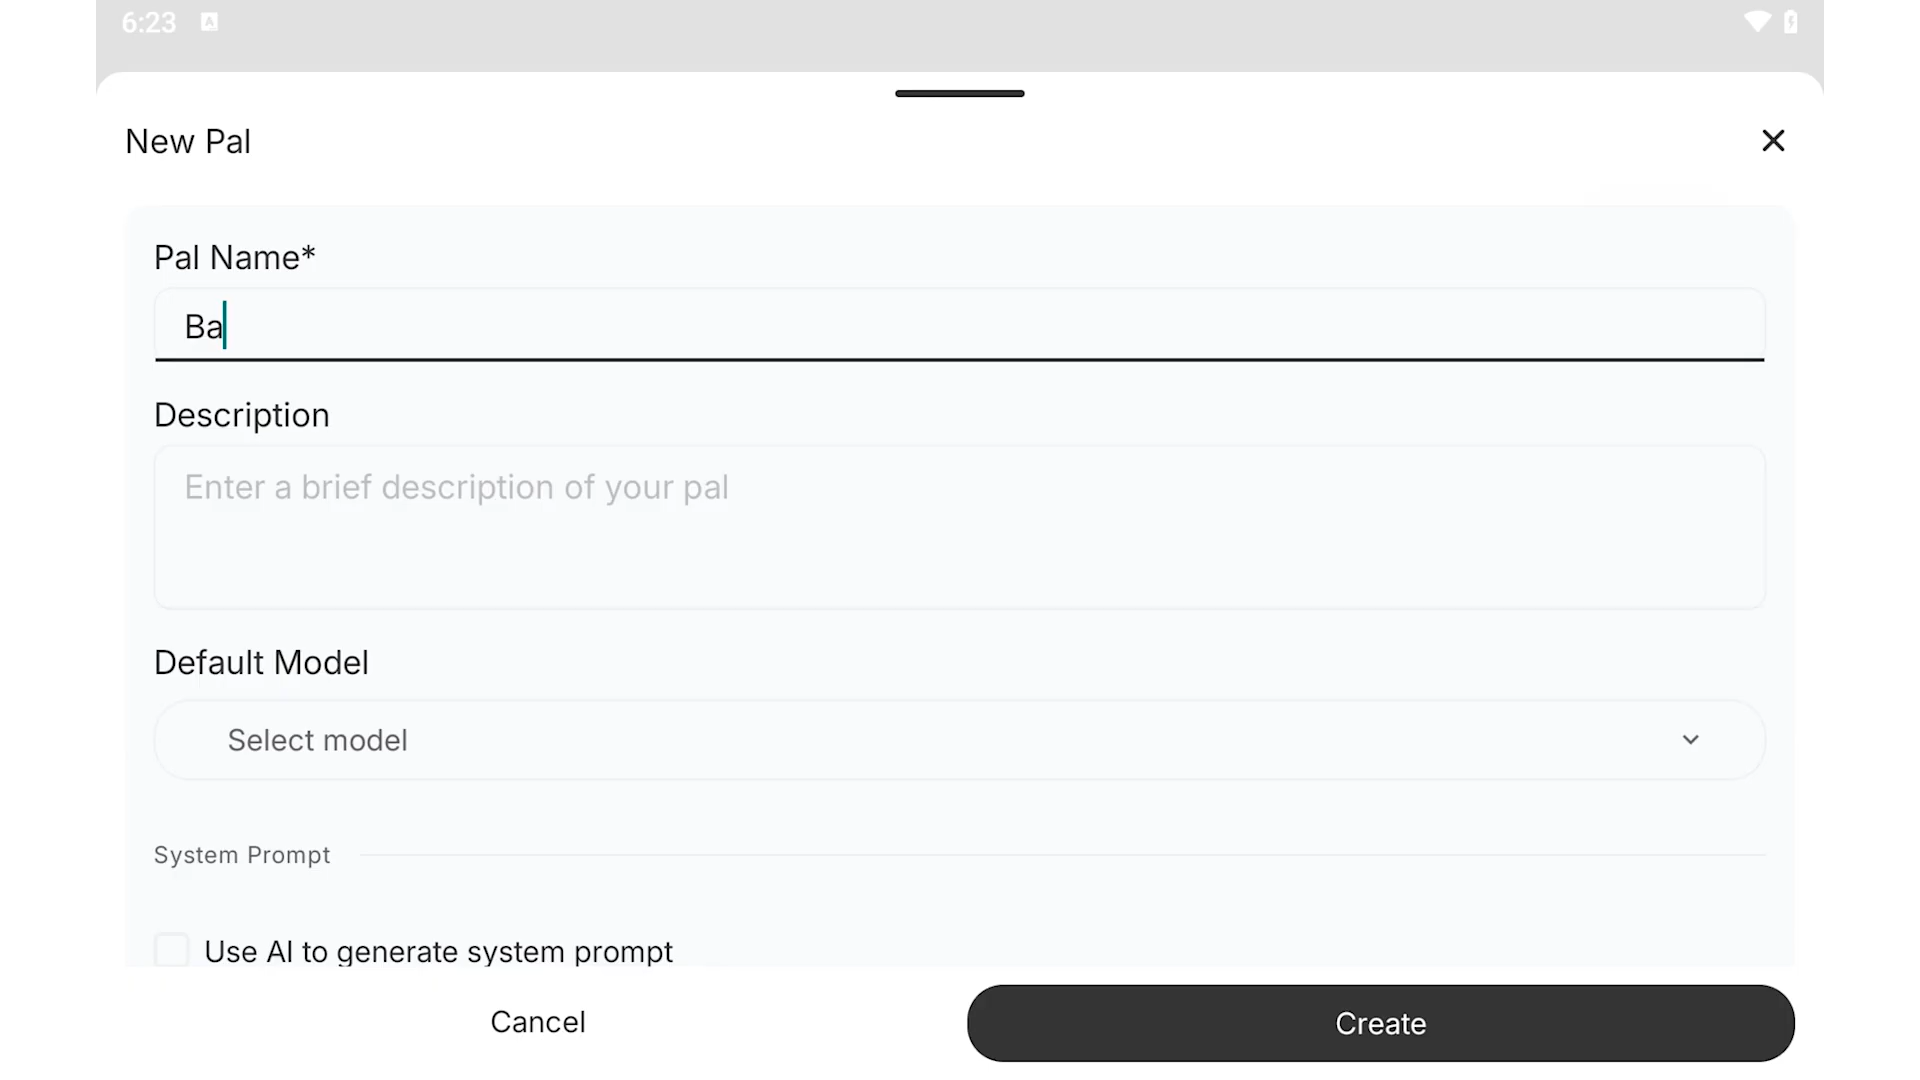 6:23
New Pal
Pal Name*
Ba
Description
Enter a brief description of your pal
Default Model
Select model
System Prompt
Use AI to generate system prompt
Cancel
Create